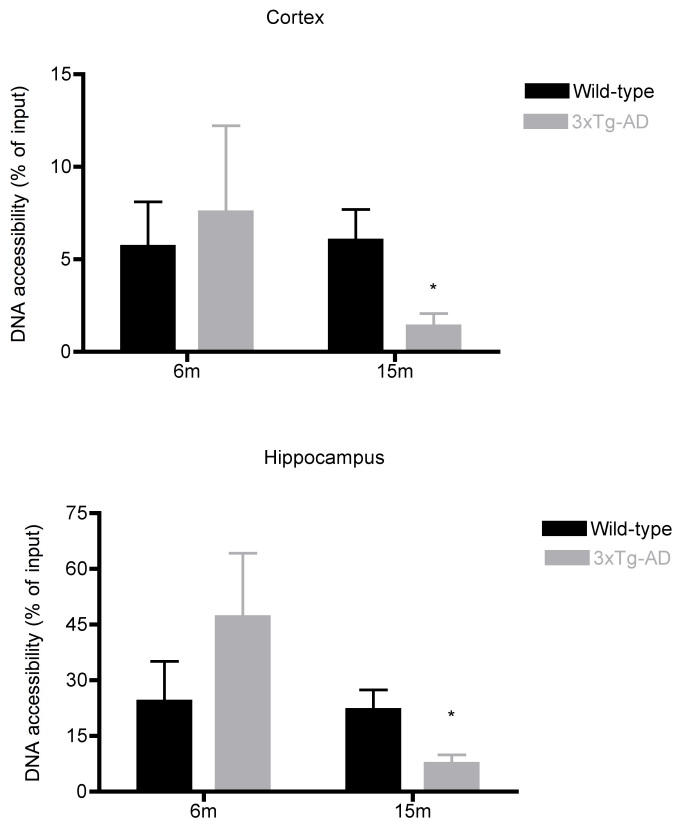 Cortex
DNA accessibility (% of input)
15
10
5
0
6m
15m
*
Wild-type
3xTg-AD
Hippocampus
DNA accessibility (% of input)
75
60
45
30
15
0
6m
15m
*
Wild-type
3xTg-AD